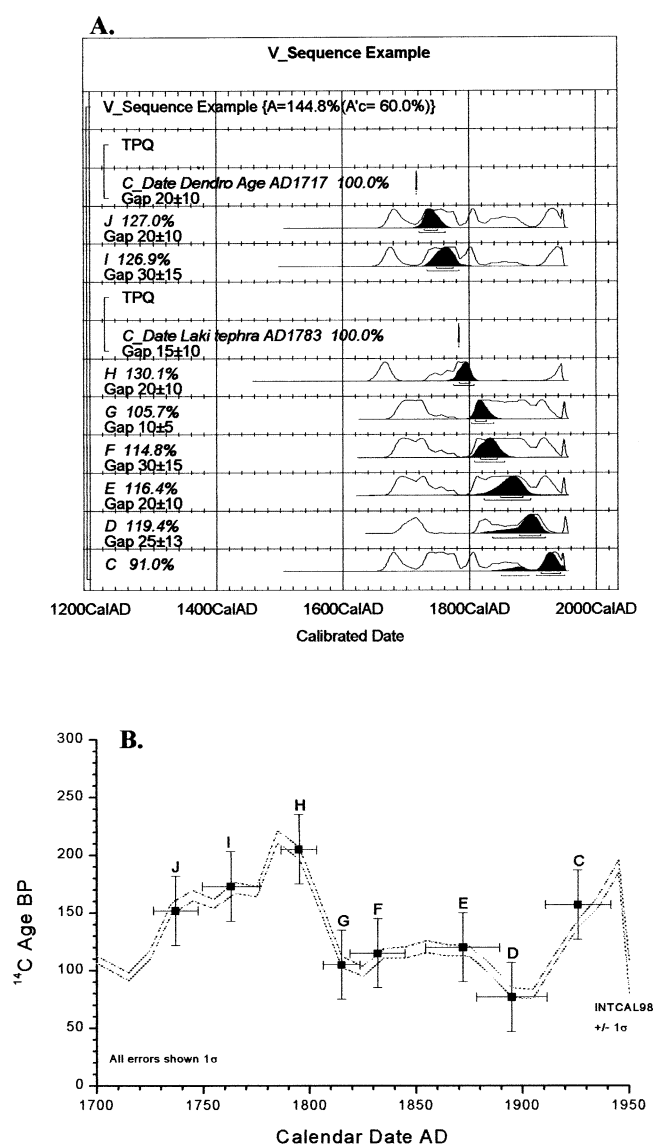 A.
V_Sequence Example
V_Sequence Example {A=144.8%(A'c= 60.0%)}
TPQ
C_Date Dendro Age AD1717 100.0%
Gap 20±10
J 127.0%
Gap 20±10
I 126.9%
Gap 30±15
TPQ
C_Date Laki tephra AD1783 100.0%
Gap 15±10
H 130.1%
Gap 20±10
G 105.7%
Gap 10±5
F 114.8%
Gap 30±15
E 116.4%
Gap 20±10
D 119.4%
Gap 25±13
C 91.0%
1200CalAD 1400CalAD 1600CalAD 1800CalAD 2000CalAD
Calibrated Date
B.
300
250
200
150
100
50
0
14C Age BP
J
I
H
G
F
E
D
C
INTCAL98
+/- 1σ
All errors shown 1σ
1700 1750 1800 1850 1900 1950
Calendar Date AD